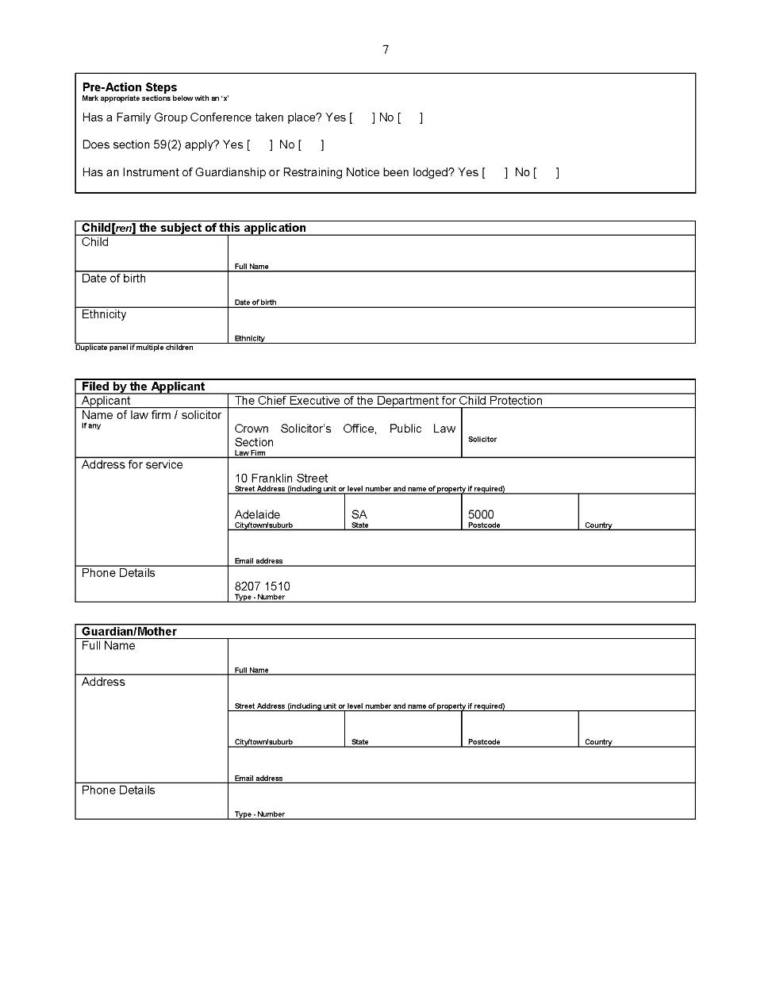 7
Pre-Action Steps
Mark appropriate sections below with an ‘x’
Has a Family Group Conference taken place? Yes [ ] No [ ]
Does section 59(2) apply? Yes [ ] No [ ]
Has an Instrument of Guardianship or Restraining Notice been lodged? Yes [ ] No [ ]
Child[ren] the subject of this application
Child
Full Name
Date of birth
Date of birth
Ethnicity
Ethnicity
Duplicate panel if multiple children
Filed by the Applicant
Applicant
The Chief Executive of the Department for Child Protection
Name of law firm / solicitor
If any
Crown Solicitor’s Office, Public Law
Section
Law Firm
Solicitor
Address for service
10 Franklin Street
Street Address (including unit or level number and name of property if required)
Adelaide
SA
5000
City/town/suburb
State
Postcode
Country
Email address
Phone Details
8207 1510
Type - Number
Guardian/Mother
Full Name
Full Name
Address
Street Address (including unit or level number and name of property if required)
City/town/suburb
State
Postcode
Country
Email address
Phone Details
Type - Number